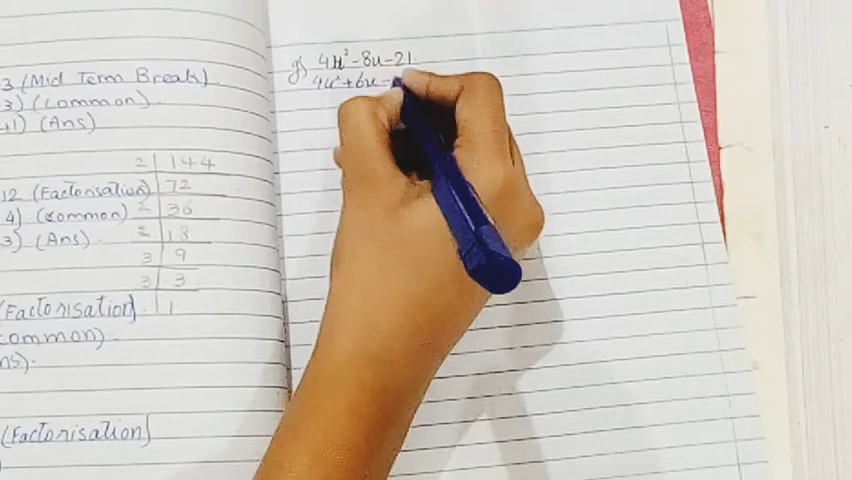 3 (Mid Term Break)
-3) (Common)
+1) (Ans)
2 | 144
12 (Factorisation) 2 | 72
4) (Common) 2 | 36
3) (Ans) . 2 | 18
3 | 9
3 | 3
(Factorisation) 1
Common)
ns).
(Factorisation)
g) 4u² - 8u - 21
4u² + 6u -